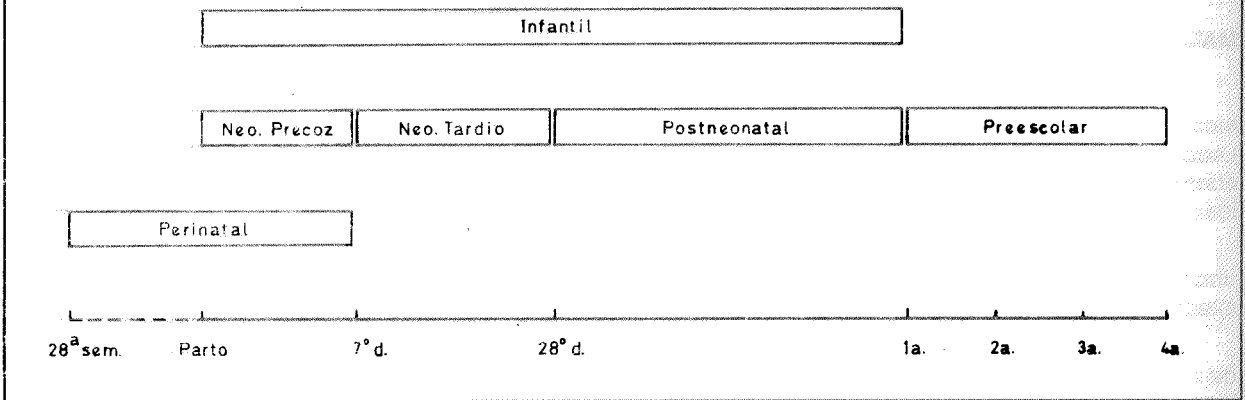 Infantil
Neo. Precoz Neo. Tardio Postneonatal Preescolar
Perinatal
28ª sem. Parto 7° d. 28° d. 1a. 2a. 3a. 4a.